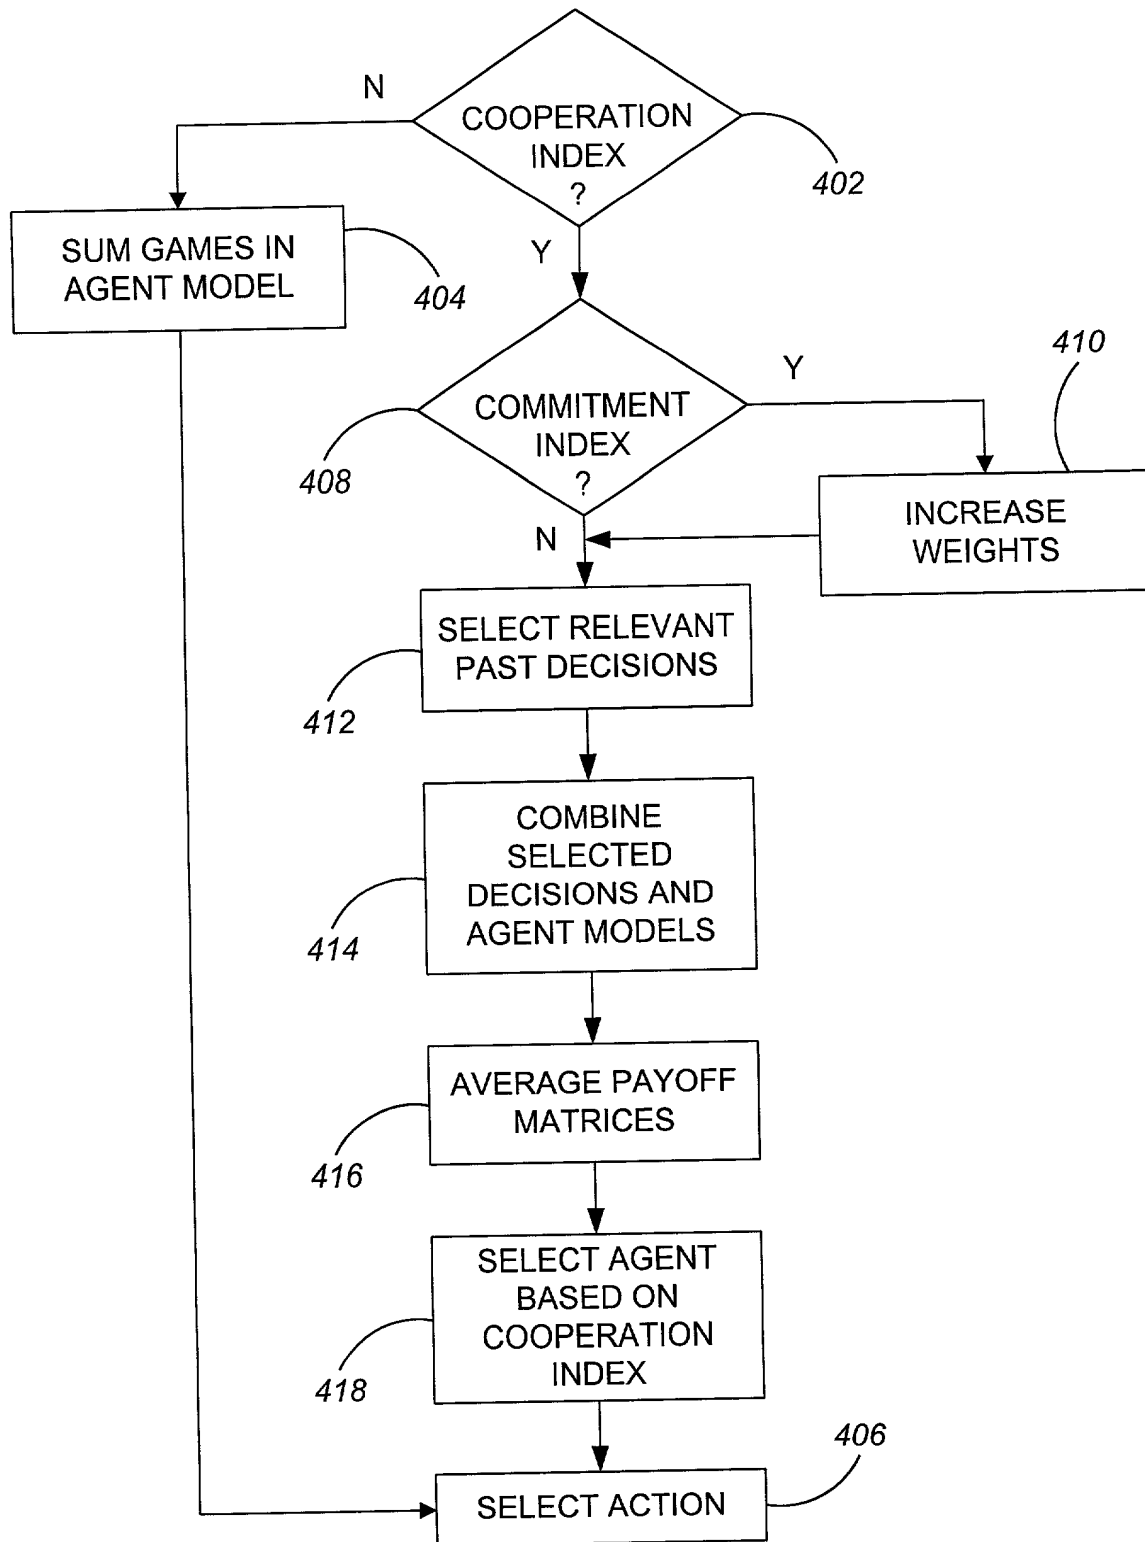 N
COOPERATION
INDEX
?
402
SUM GAMES IN
AGENT MODEL
404
Y
COMMITMENT
INDEX
?
408
Y
410
INCREASE
WEIGHTS
N
SELECT RELEVANT
PAST DECISIONS
412
COMBINE
SELECTED
DECISIONS AND
AGENT MODELS
414
AVERAGE PAYOFF
MATRICES
416
SELECT AGENT
BASED ON
COOPERATION
INDEX
418
406
SELECT ACTION